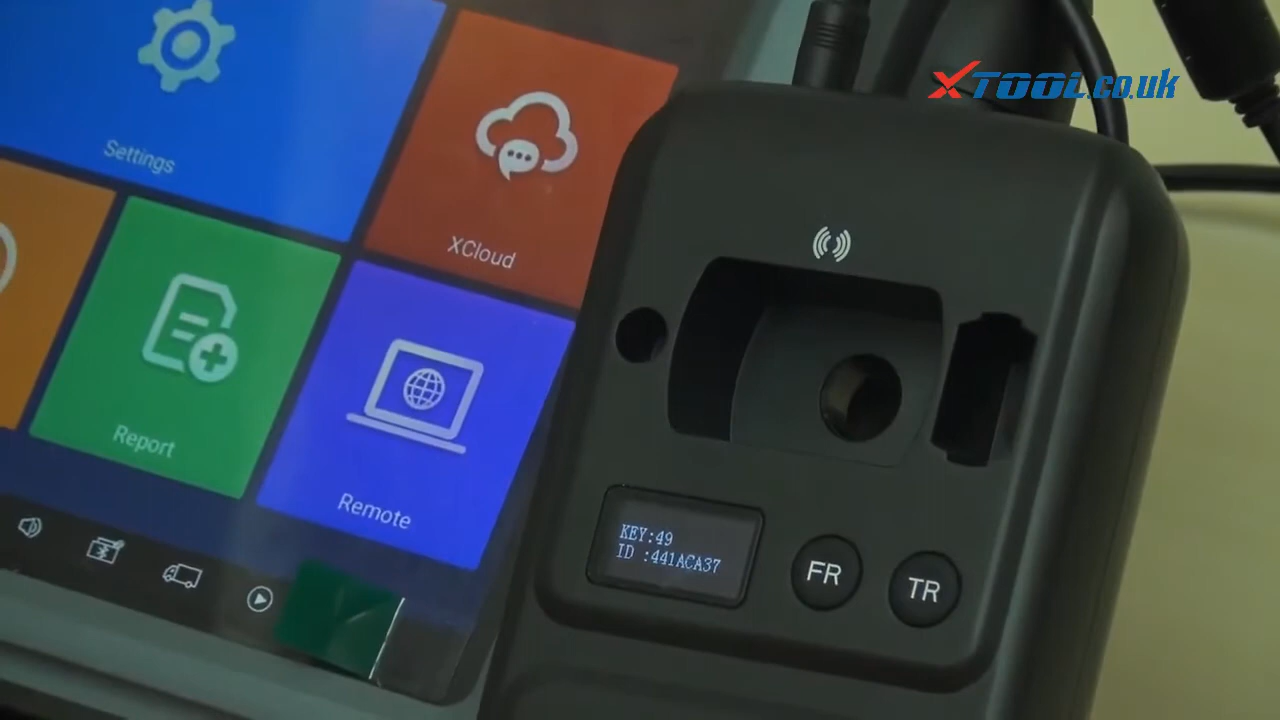 XTOOL.co.uk
Settings
XCloud
Report
Remote
KEY:49
ID :441ACA37
FR
TR